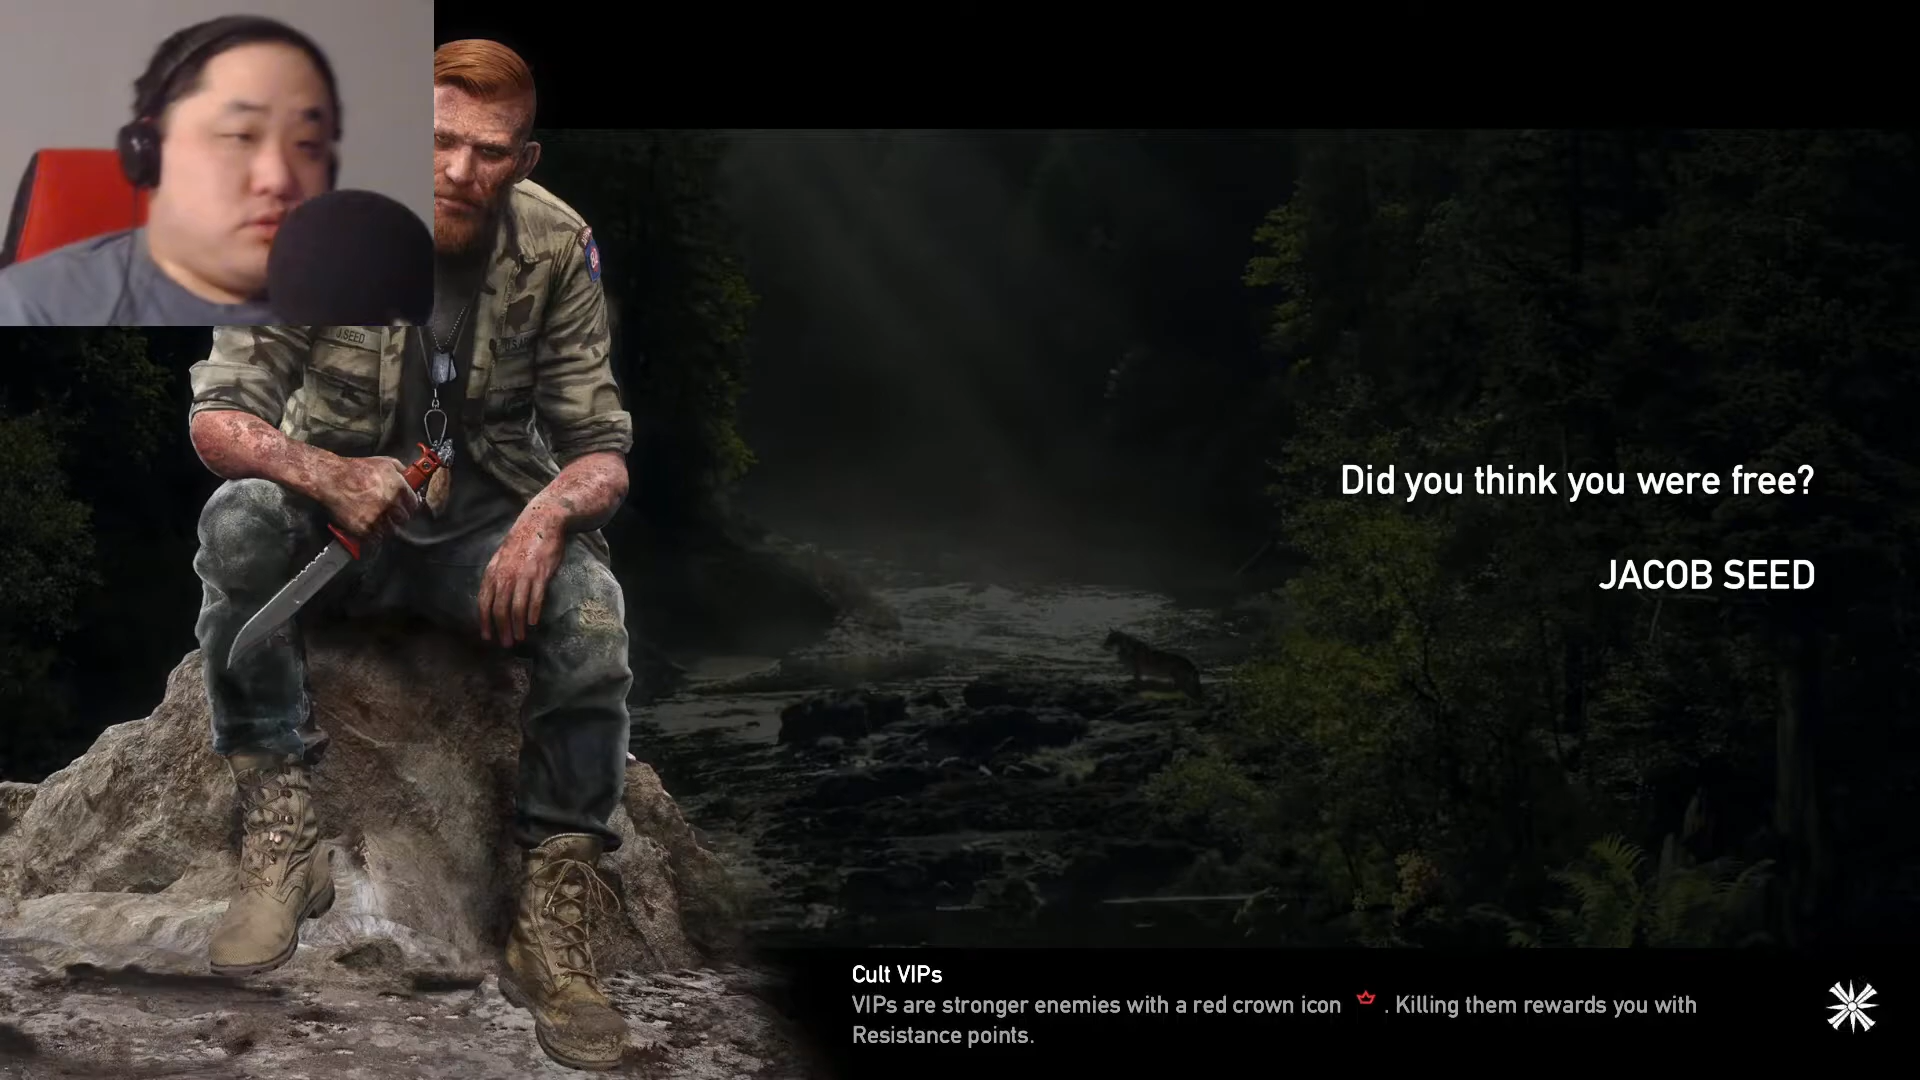 J.SEED
Did you think you were free?
JACOB SEED
Cult VIPs
VIPs are stronger enemies with a red crown icon . Killing them rewards you with
Resistance points.